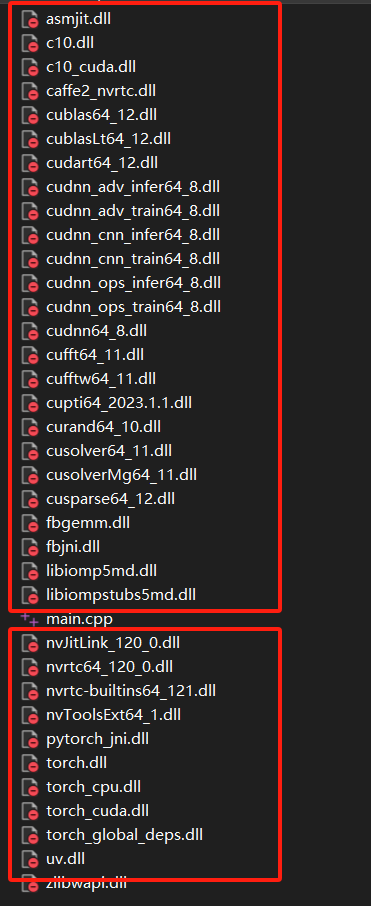 asmjit.dll
c10.dll
c10_cuda.dll
caffe2_nvrtc.dll
cublas64_12.dll
cublasLt64_12.dll
cudart64_12.dll
cudnn_adv_infer64_8.dll
cudnn_adv_train64_8.dll
cudnn_cnn_infer64_8.dll
cudnn_cnn_train64_8.dll
cudnn_ops_infer64_8.dll
cudnn_ops_train64_8.dll
cudnn64_8.dll
cufft64_11.dll
cufftw64_11.dll
cupti64_2023.1.1.dll
curand64_10.dll
cusolver64_11.dll
cusolverMg64_11.dll
cusparse64_12.dll
fbgemm.dll
fbjni.dll
libiomp5md.dll
libiompstubs5md.dll
main.cpp
nvJitLink_120_0.dll
nvrtc64_120_0.dll
nvrtc-builtins64_121.dll
nvToolsExt64_1.dll
pytorch_jni.dll
torch.dll
torch_cpu.dll
torch_cuda.dll
torch_global_deps.dll
uv.dll
zlibwapi.dll